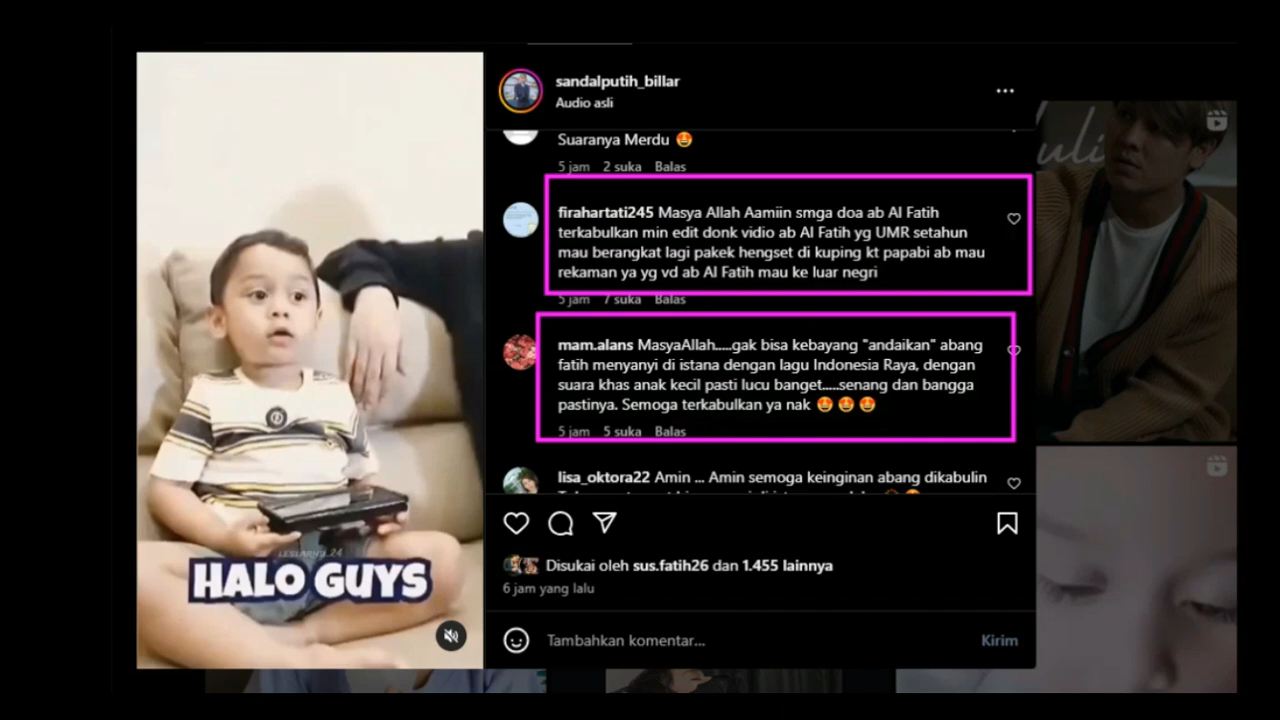 sandalputih_billar
Audio asli
Suaranya Merdu 🤩
5 jam 2 suka Balas
firahartati245 Masya Allah Aamiin smga doa ab Al Fatih
terkabulkan min edit donk vidio ab Al Fatih yg UMR setahun
mau berangkat lagi pakek hengset di kuping kt papabi ab mau
rekaman ya yg vd ab Al Fatih mau ke luar negri
5 jam 7 suka Balas
mam.alans MasyaAllah.....gak bisa kebayang "andaikan" abang
fatih menyanyi di istana dengan lagu Indonesia Raya, dengan
suara khas anak kecil pasti lucu banget.....senang dan bangga
pastinya. Semoga terkabulkan ya nak 🤩 🤩 🤩
5 jam 5 suka Balas
lisa_oktora22 Amin ... Amin semoga keinginan abang dikabulin
Disukai oleh sus.fatih26 dan 1.455 lainnya
6 jam yang lalu
Tambahkan komentar...
Kirim
HALO GUYS